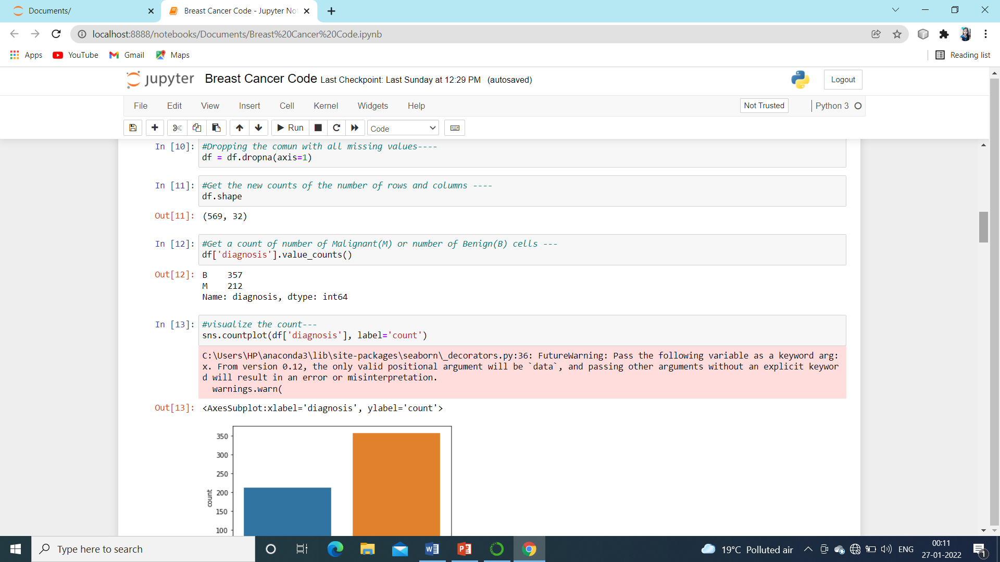 Documents/
Breast Cancer Code - Jupyter No
localhost:8888/notebooks/Documents/Breast%20Cancer%20Code.ipynb
Apps YouTube Gmail Maps Reading list
jupyter Breast Cancer Code Last Checkpoint: Last Sunday at 12:29 PM (autosaved) Logout
File Edit View Insert Cell Kernel Widgets Help Not Trusted Python 3
Run Code
In [10]: #Dropping the comun with all missing values----
df = df.dropna(axis=1)
In [11]: #Get the new counts of the number of rows and columns ----
df.shape
Out[11]: (569, 32)
In [12]: #Get a count of number of Malignant(M) or number of Benign(B) cells ---
df['diagnosis'].value_counts()
Out[12]: B 357
M 212
Name: diagnosis, dtype: int64
In [13]: #visualize the count---
sns.countplot(df['diagnosis'], label='count')
C:\Users\HP\anaconda3\lib\site-packages\seaborn\_decorators.py:36: FutureWarning: Pass the following variable as a keyword arg:
x. From version 0.12, the only valid positional argument will be `data`, and passing other arguments without an explicit keywor
d will result in an error or misinterpretation.
warnings.warn(
Out[13]: <AxesSubplot:xlabel='diagnosis', ylabel='count'>
350
300
250
200
150
100
count
Type here to search
19°C Polluted air
ENG
00:11
27-01-2022
1